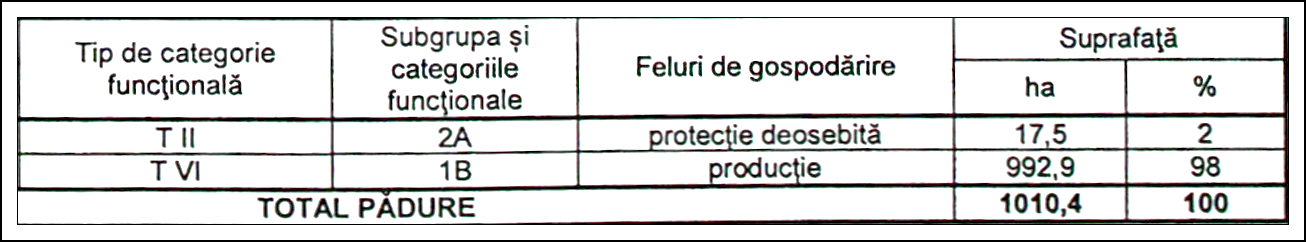 Tip de categorie funcţională Subgrupa și categoriile funcţionale Feluri de gospodărire Suprafaţă
ha %
T II 2A protecţie deosebită 17,5 2
T VI 1B producţie 992,9 98
TOTAL PĂDURE 1010,4 100